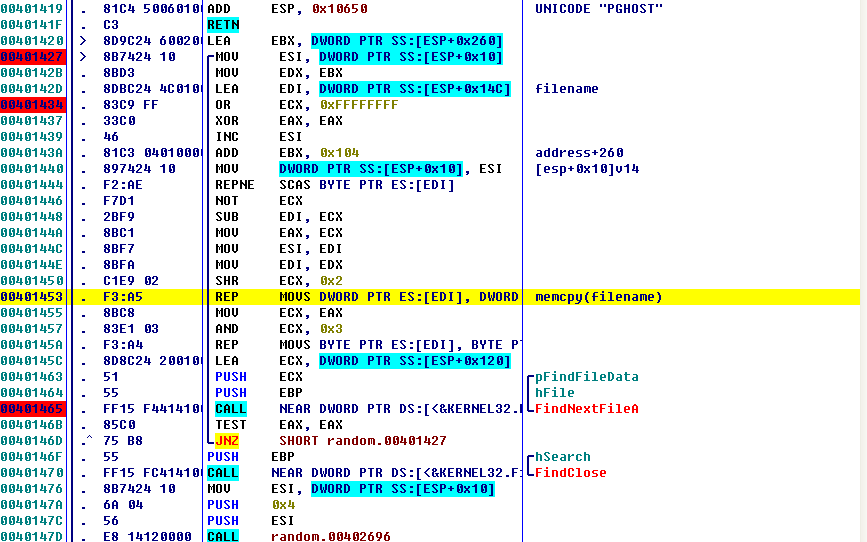 00401419 . 81C4 5006010 ADD ESP, 0x10650 UNICODE "PGHOST"
0040141F . C3 RETN
00401420 > 8D9C24 60020 LEA EBX, DWORD PTR SS:[ESP+0x260]
00401427 > 8B7424 10 MOV ESI, DWORD PTR SS:[ESP+0x10]
0040142B . 8BD3 MOV EDX, EBX
0040142D . 8DBC24 4C010 LEA EDI, DWORD PTR SS:[ESP+0x14C] filename
00401434 . 83C9 FF OR ECX, 0xFFFFFFFF
00401437 . 33C0 XOR EAX, EAX
00401439 . 46 INC ESI
0040143A . 81C3 0401000 ADD EBX, 0x104 address+260
00401440 . 897424 10 MOV DWORD PTR SS:[ESP+0x10], ESI [esp+0x10]v14
00401444 . F2:AE REPNE SCAS BYTE PTR ES:[EDI]
00401446 . F7D1 NOT ECX
00401448 . 2BF9 SUB EDI, ECX
0040144A . 8BC1 MOV EAX, ECX
0040144C . 8BF7 MOV ESI, EDI
0040144E . 8BFA MOV EDI, EDX
00401450 . C1E9 02 SHR ECX, 0x2
00401453 . F3:A5 REP MOVS DWORD PTR ES:[EDI], DWORD memcpy(filename)
00401455 . 8BC8 MOV ECX, EAX
00401457 . 83E1 03 AND ECX, 0x3
0040145A . F3:A4 REP MOVS BYTE PTR ES:[EDI], BYTE
0040145C . 8D8C24 20010 LEA ECX, DWORD PTR SS:[ESP+0x120]
00401463 . 51 PUSH ECX pFindFileData
00401464 . 55 PUSH EBP hFile
00401465 . FF15 F441410 CALL NEAR DWORD PTR DS:[<&KERNEL32.F FindNextFileA
0040146B . 85C0 TEST EAX, EAX
0040146D .^ 75 B8 JNZ SHORT random.00401427
0040146F . 55 PUSH EBP hSearch
00401470 . FF15 FC41410 CALL NEAR DWORD PTR DS:[<&KERNEL32.F FindClose
00401476 . 8B7424 10 MOV ESI, DWORD PTR SS:[ESP+0x10]
0040147A . 6A 04 PUSH 0x4
0040147C . 56 PUSH ESI
0040147D . E8 14120000 CALL random.00402696